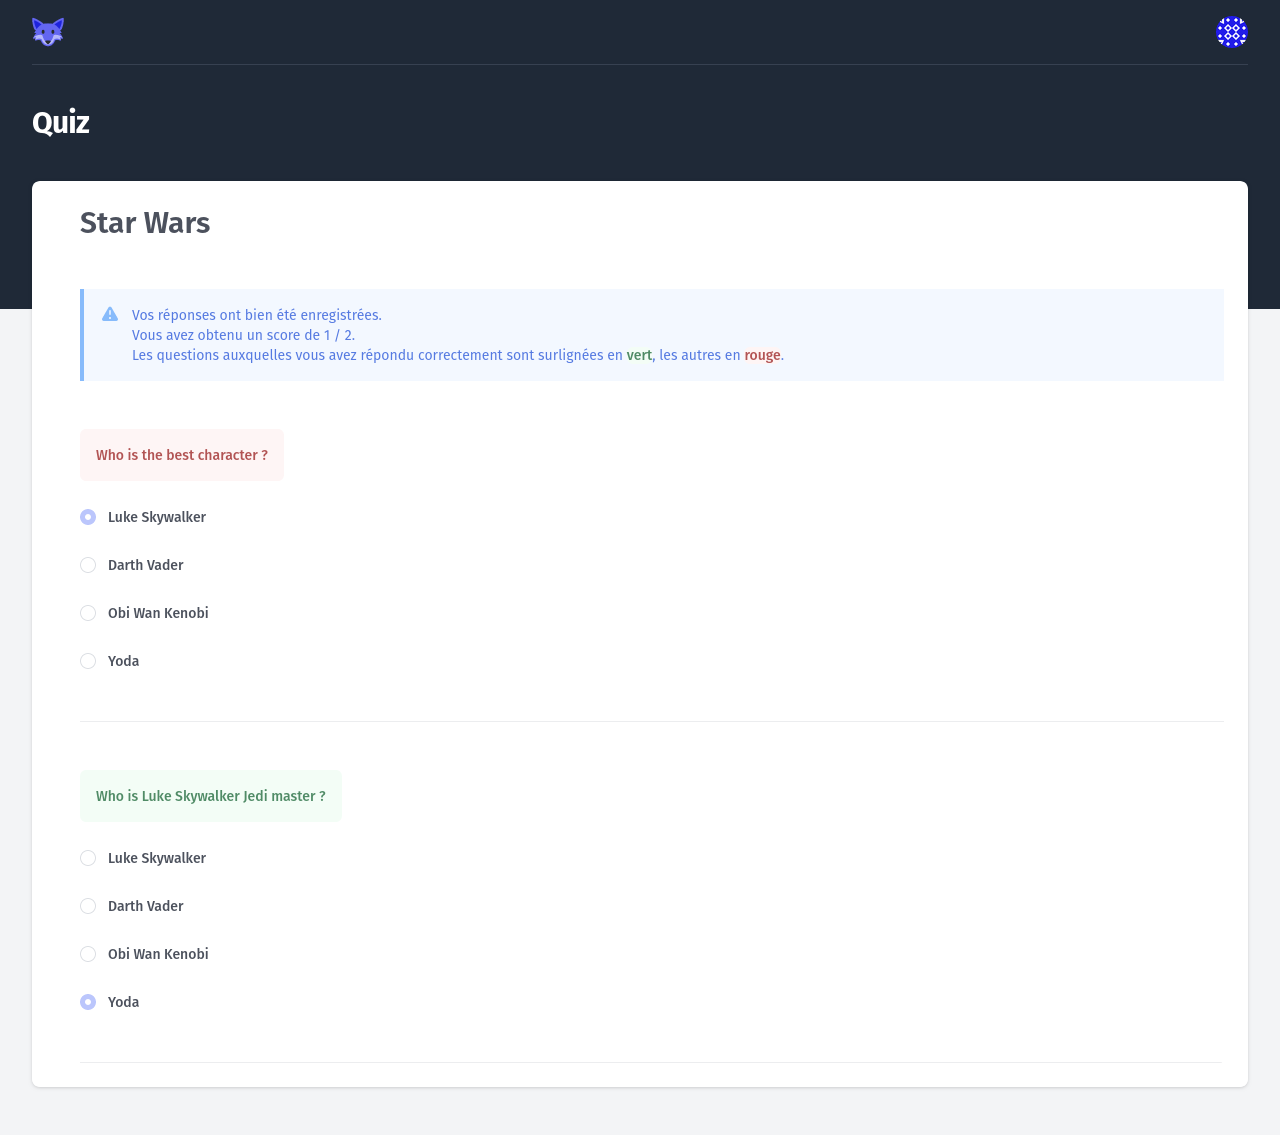 Quiz
Star Wars
Vos réponses ont bien été enregistrées.
Vous avez obtenu un score de 1 / 2.
Les questions auxquelles vous avez répondu correctement sont surlignées en vert, les autres en rouge.
Who is the best character ?
Luke Skywalker
Darth Vader
Obi Wan Kenobi
Yoda
Who is Luke Skywalker Jedi master ?
Luke Skywalker
Darth Vader
Obi Wan Kenobi
Yoda